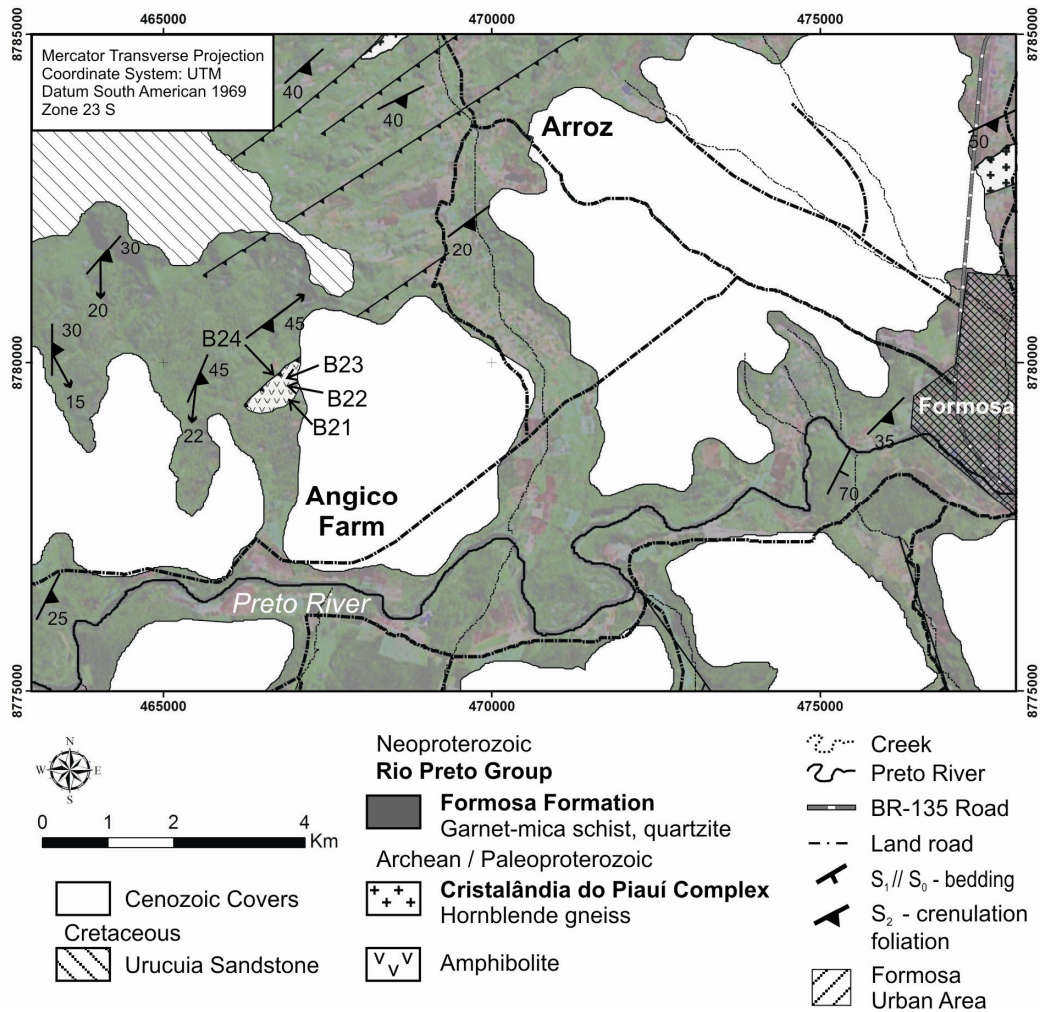 465000
470000
475000
8785000
8785000
Mercator Transverse Projection
Coordinate System: UTM
Datum South American 1969
Zone 23 S
40
40
Arroz
50
20
30
20
30
45
B24
45
B23
B22
B21
15
22
8780000
8780000
Formosa
35
70
Angico
Farm
Preto River
25
8775000
8775000
465000
470000
475000
N
W E
S
0 1 2 4
Km
Cenozoic Covers
Cretaceous
Urucuia Sandstone
Neoproterozoic
Rio Preto Group
Formosa Formation
Garnet-mica schist, quartzite
Archean / Paleoproterozoic
Cristalândia do Piauí Complex
Hornblende gneiss
Amphibolite
Creek
Preto River
BR-135 Road
Land road
S1 // S0 - bedding
S2 - crenulation
foliation
Formosa
Urban Area